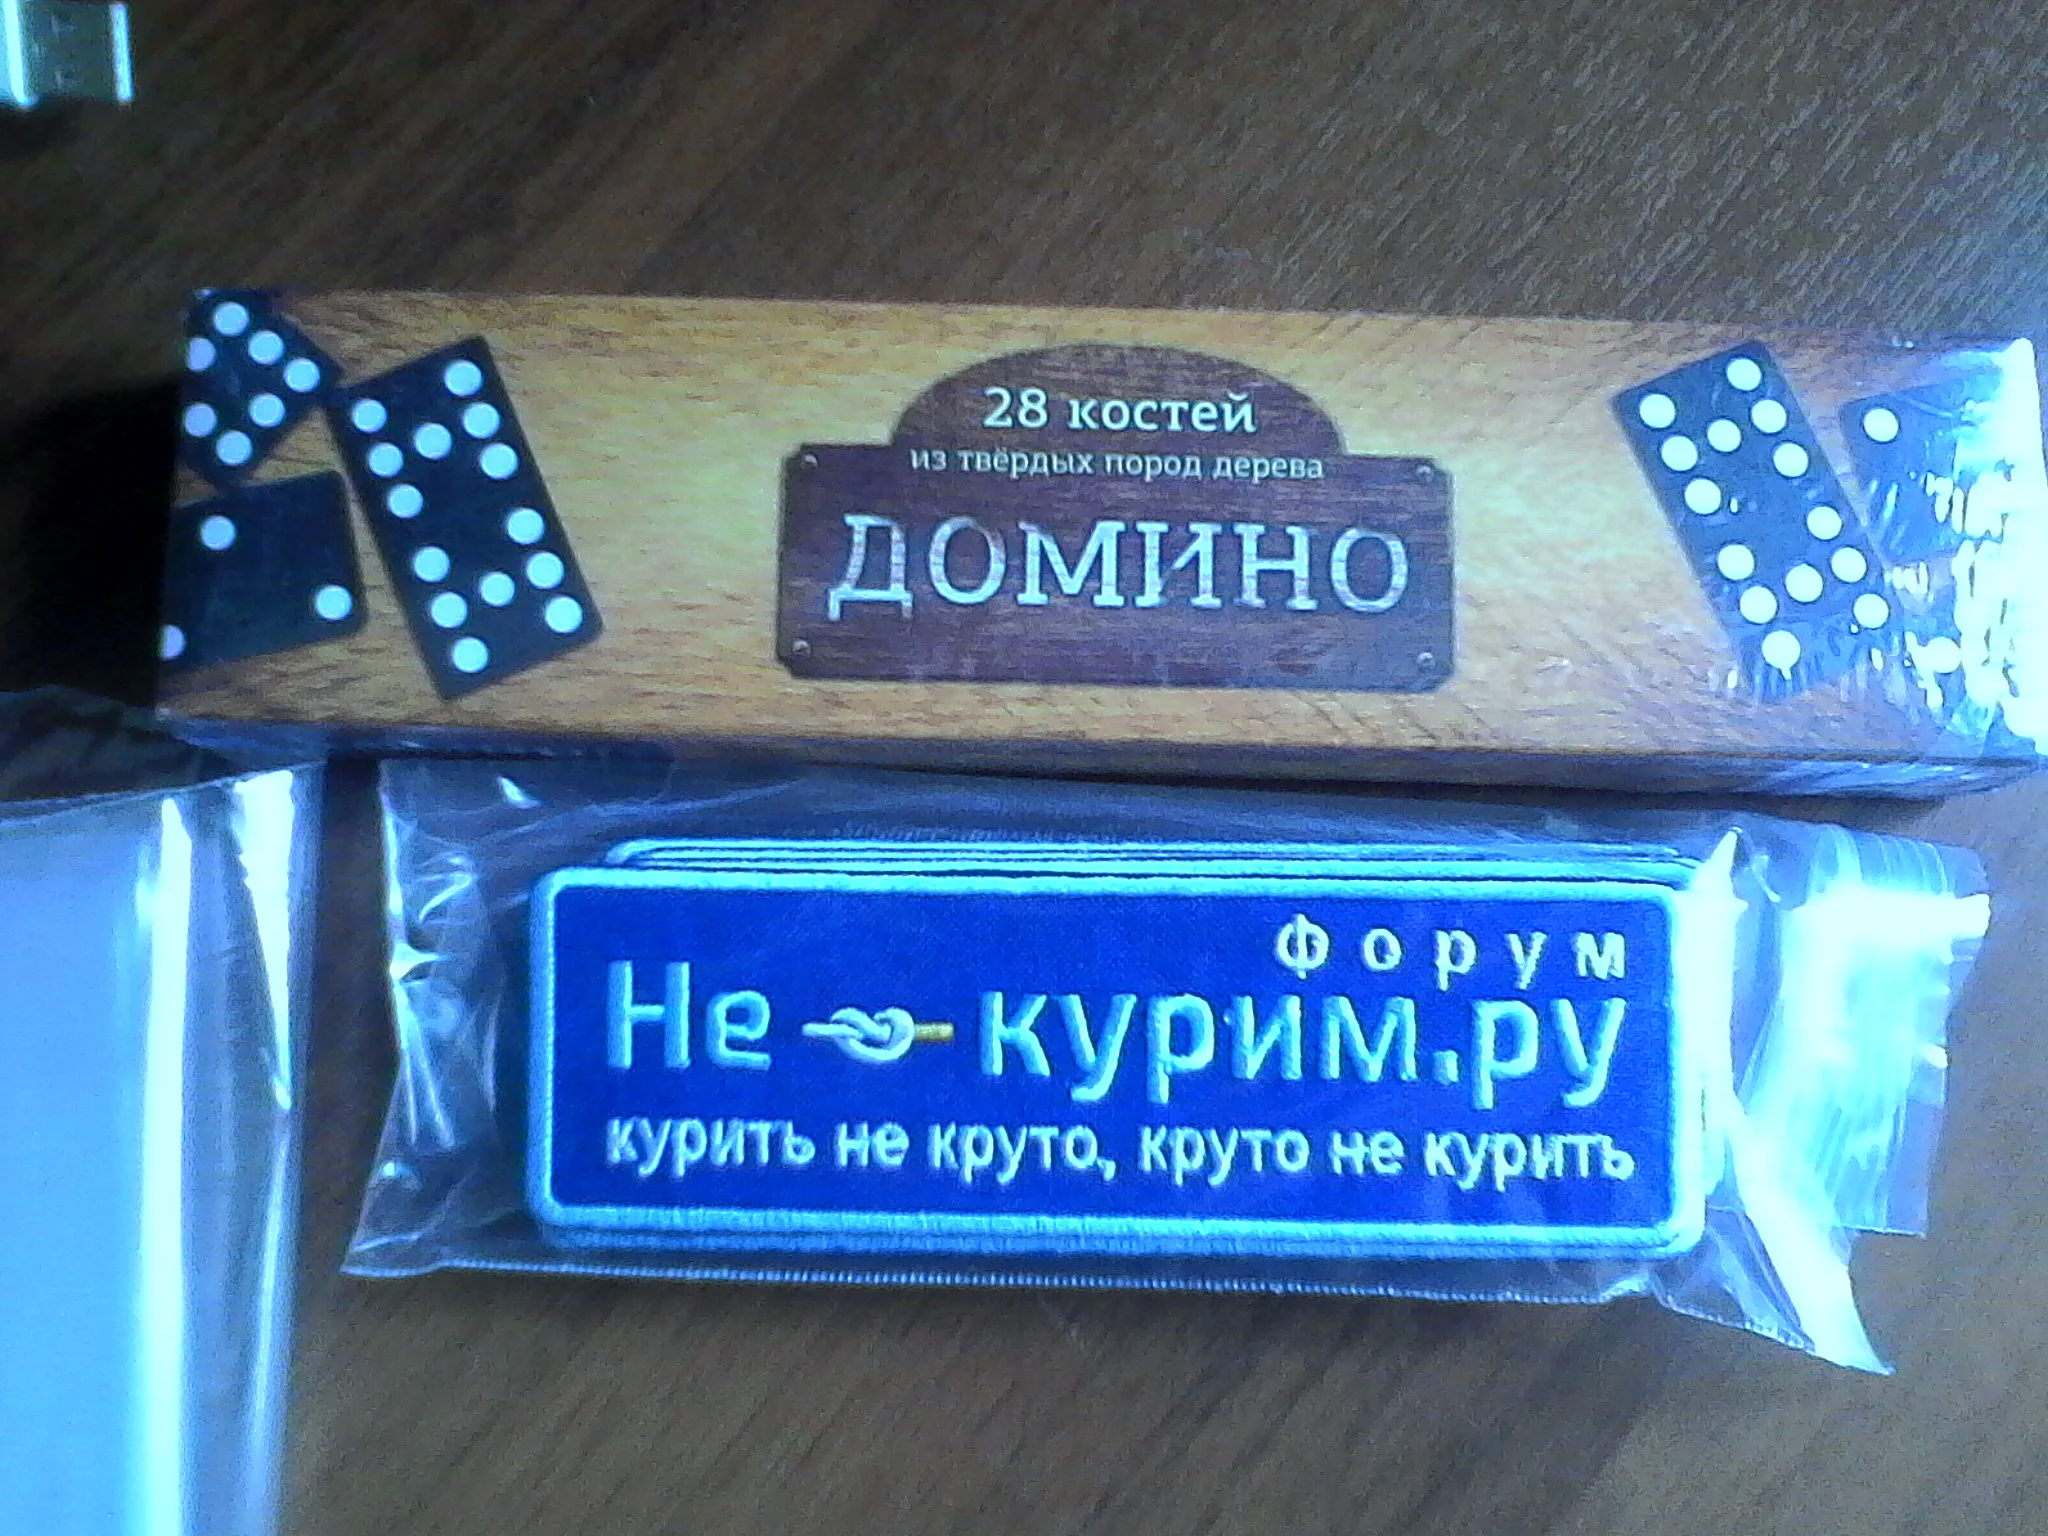 28 костей
из твёрдых пород дерева
ДОМИНО
форум
Не курим.ру
курить не круто, круто не курить